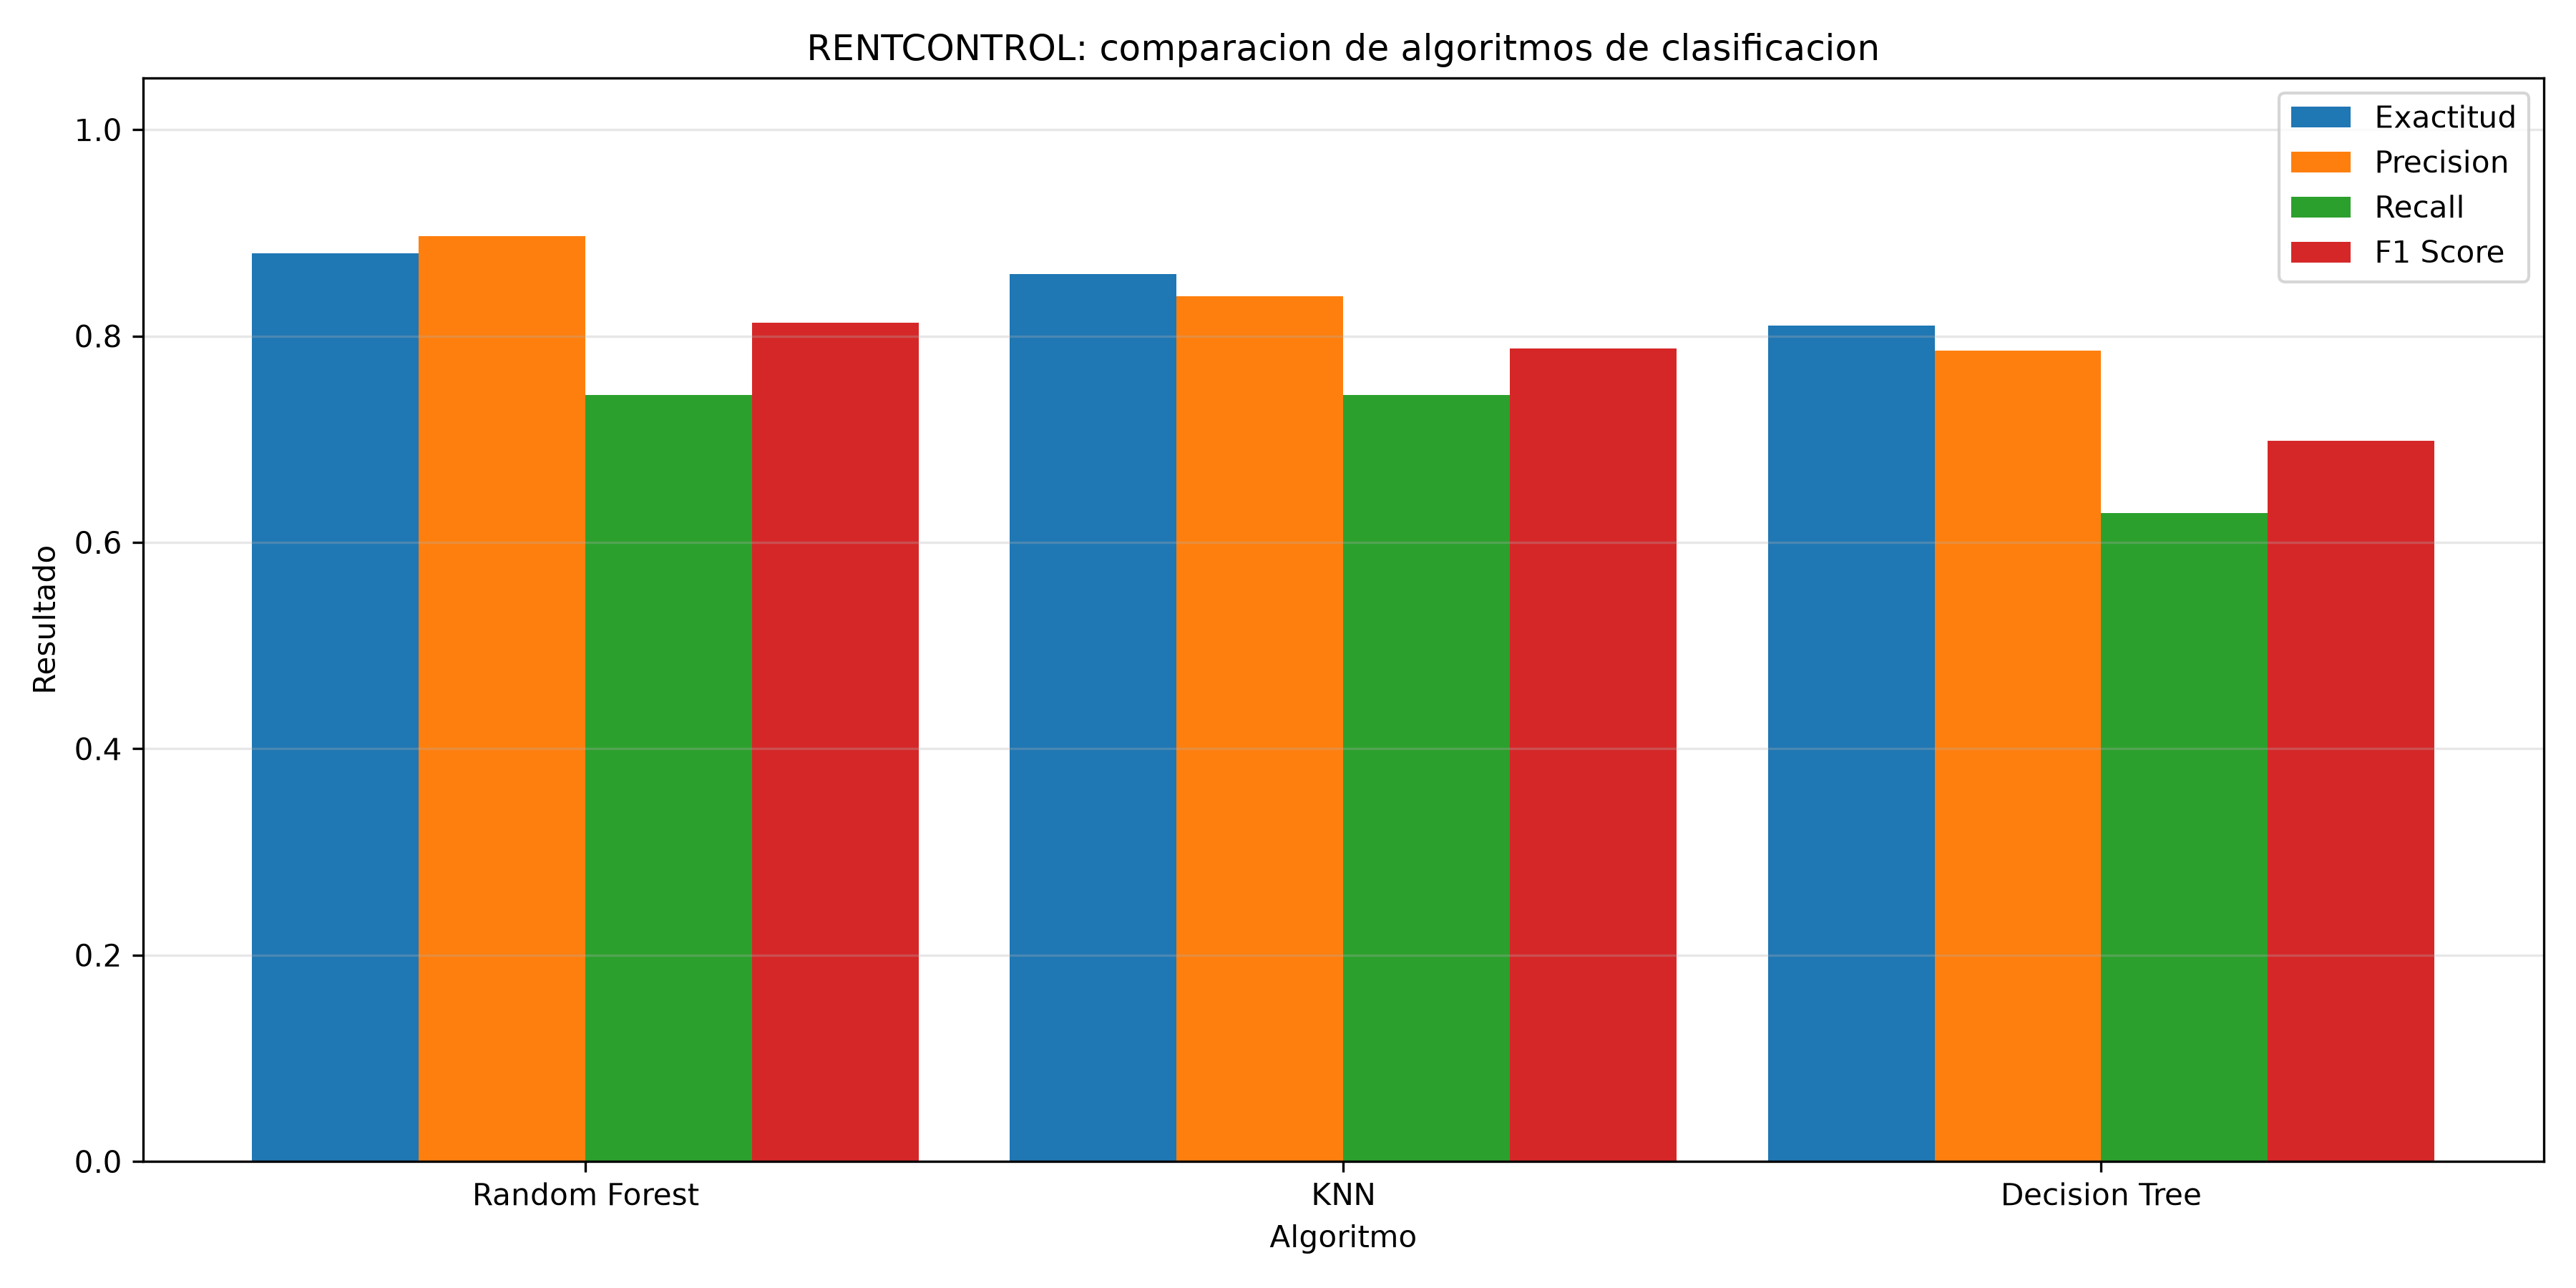 RENTCONTROL: comparacion de algoritmos de clasificacion
Exactitud
Precision
Recall
F1 Score
Resultado
1.0
0.8
0.6
0.4
0.2
0.0
Random Forest
KNN
Decision Tree
Algoritmo